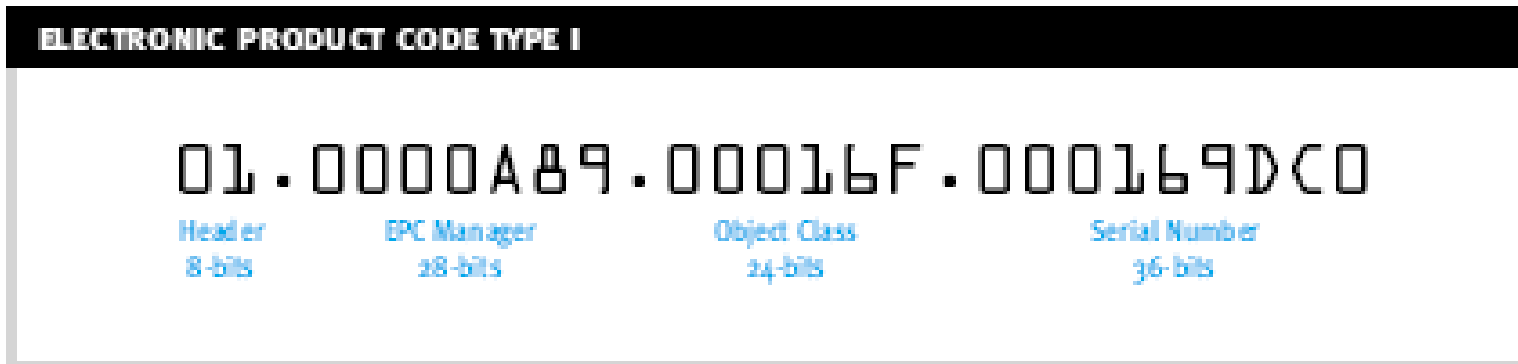 ELECTRONIC PRODUCT CODE TYPE I
01.0000A89.00016F.000169DC0
Header EPC Manager Object Class Serial Number
8-bits 28-bits 24-bits 36-bits